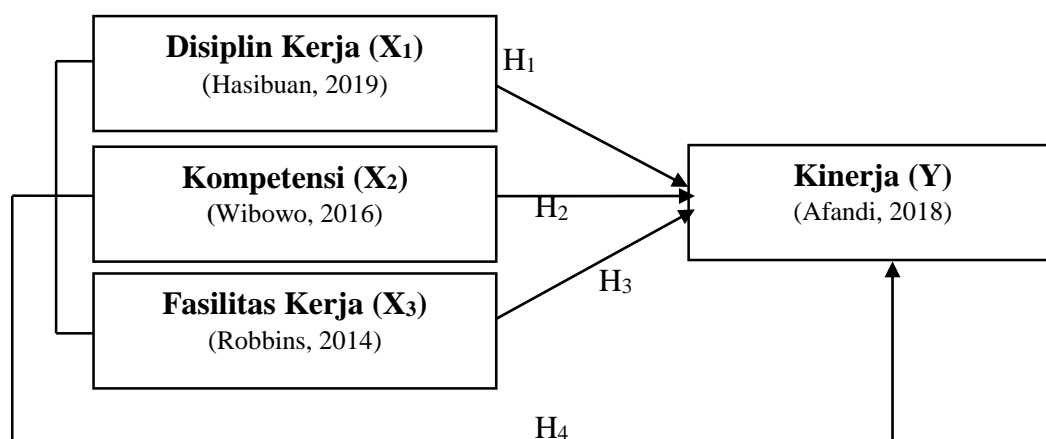 Disiplin Kerja (X₁)
(Hasibuan, 2019)
H₁
Kompetensi (X₂)
(Wibowo, 2016)
H₂
Kinerja (Y)
(Afandi, 2018)
Fasilitas Kerja (X₃)
(Robbins, 2014)
H₃
H₄